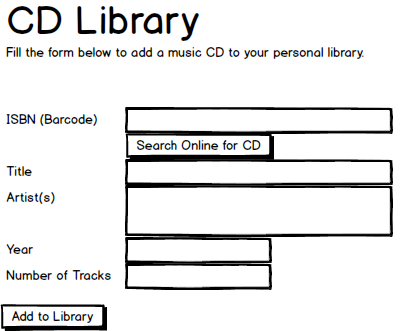 CD Library
Fill the form below to add a music CD to your personal library.
ISBN (Barcode)
Search Online for CD
Title
Artist(s)
Year
Number of Tracks
Add to Library